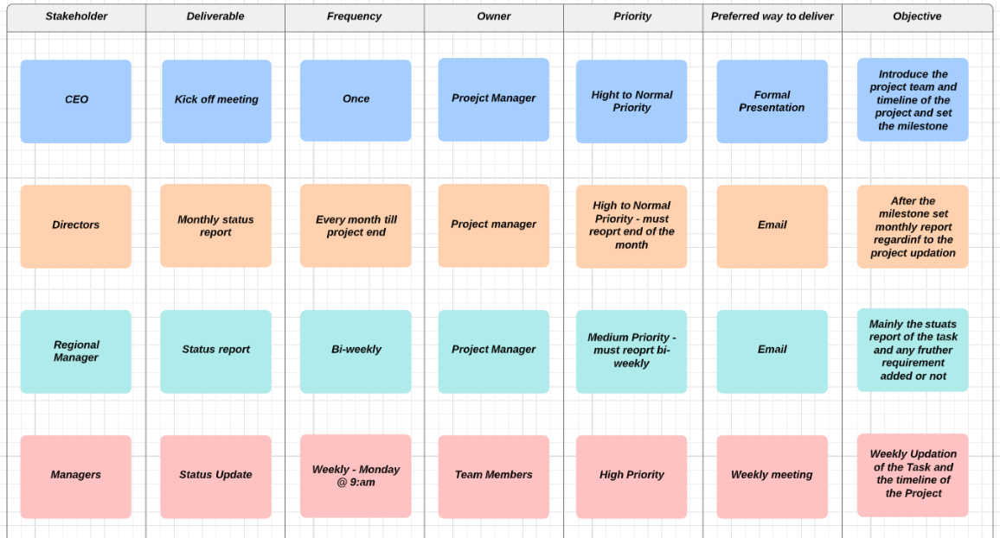 Stakeholder
Deliverable
Frequency
Owner
Priority
Preferred way to deliver
Objective
CEO
Kick off meeting
Once
Proejct Manager
Hight to Normal
Priority
Formal
Presentation
Introduce the
project team and
timeline of the
project and set
the milestone
Directors
Monthly status
report
Every month till
project end
Project manager
High to Normal
Priority - must
reoprt end of the
month
Email
After the
milestone set
monthly report
regardinf to the
project updation
Regional
Manager
Status report
Bi-weekly
Project Manager
Medium Priority -
must reoprt bi-
weekly
Email
Mainly the stuats
report of the task
and any fruther
requirement
added or not
Managers
Status Update
Weekly - Monday
@ 9:am
Team Members
High Priority
Weekly meeting
Weekly Updation
of the Task and
the timeline of
the Project